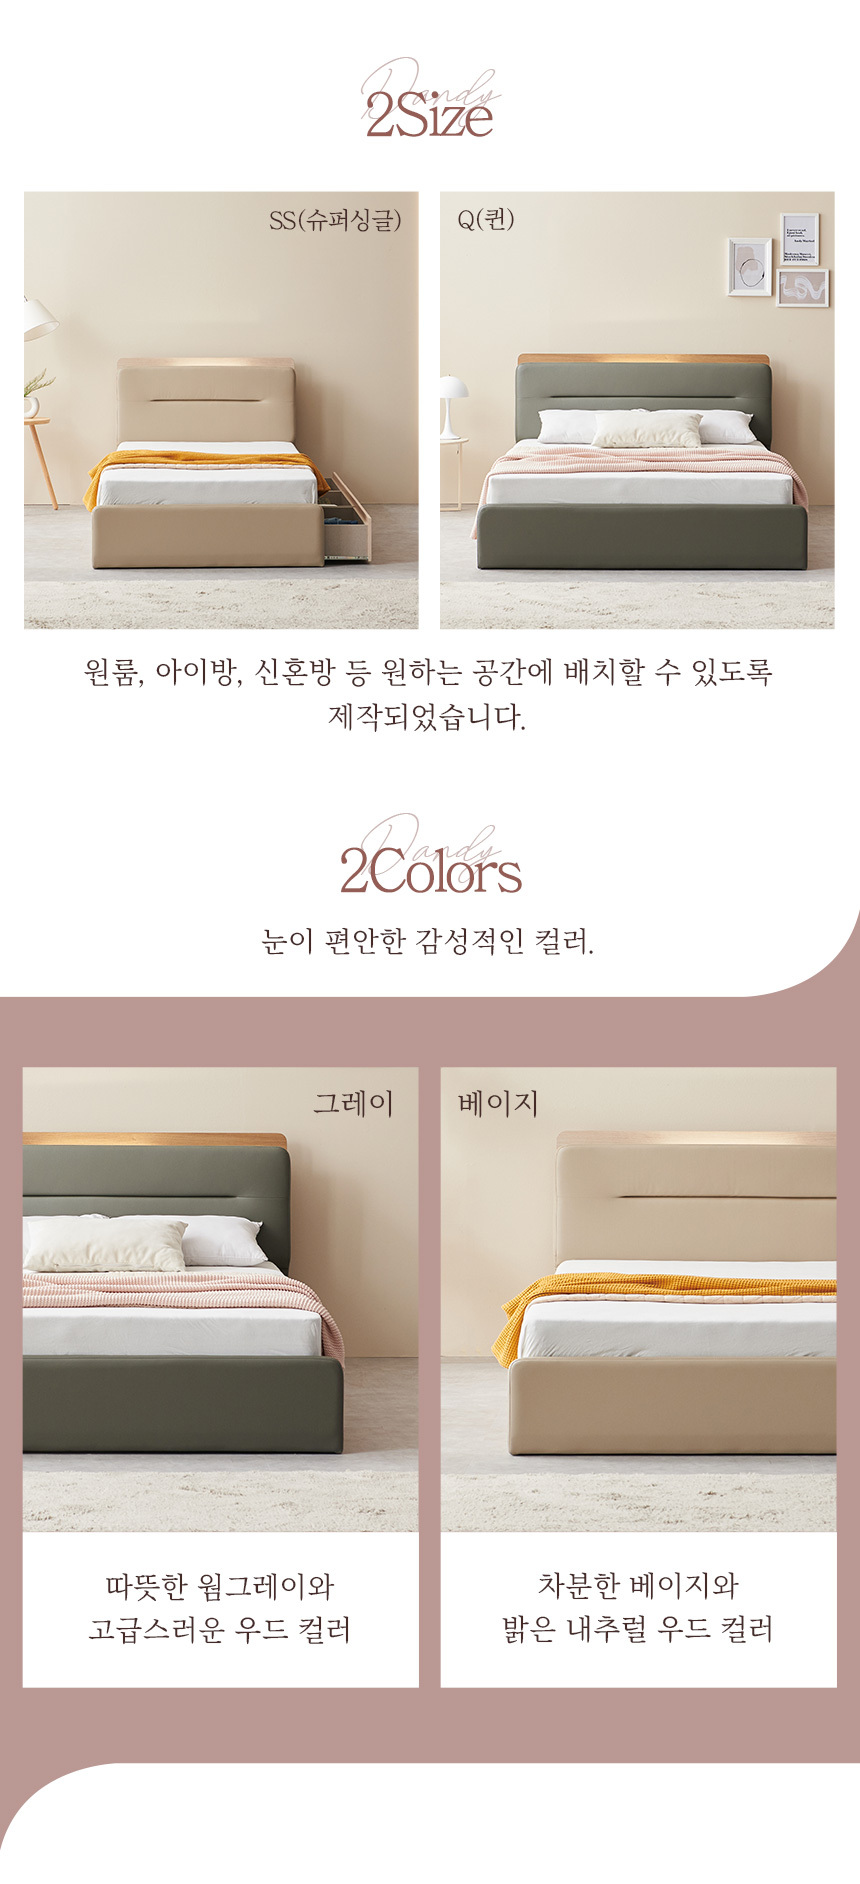 Dandy
2Size
SS(슈퍼싱글)
Q(퀸)
원룸, 아이방, 신혼방 등 원하는 공간에 배치할 수 있도록
제작되었습니다.
Dandy
2Colors
눈이 편안한 감성적인 컬러.
그레이
베이지
따뜻한 웜그레이와
고급스러운 우드 컬러
차분한 베이지와
밝은 내추럴 우드 컬러